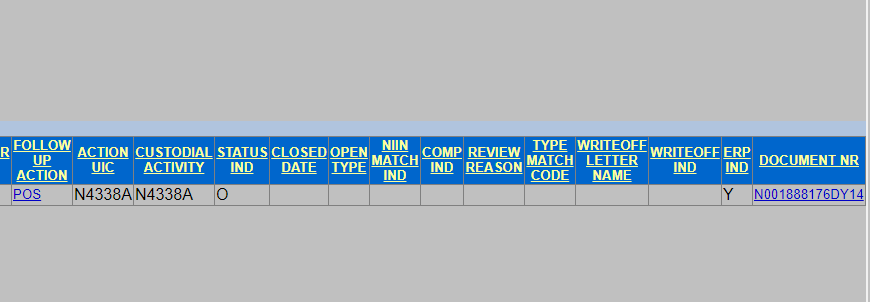 R FOLLOW UP ACTION ACTION UIC CUSTODIAL ACTIVITY STATUS IND CLOSED DATE OPEN TYPE NIIN MATCH IND COMP IND REVIEW REASON TYPE MATCH CODE WRITEOFF LETTER NAME WRITEOFF IND ERP IND DOCUMENT NR
POS N4338A N4338A O Y N001888176DY14